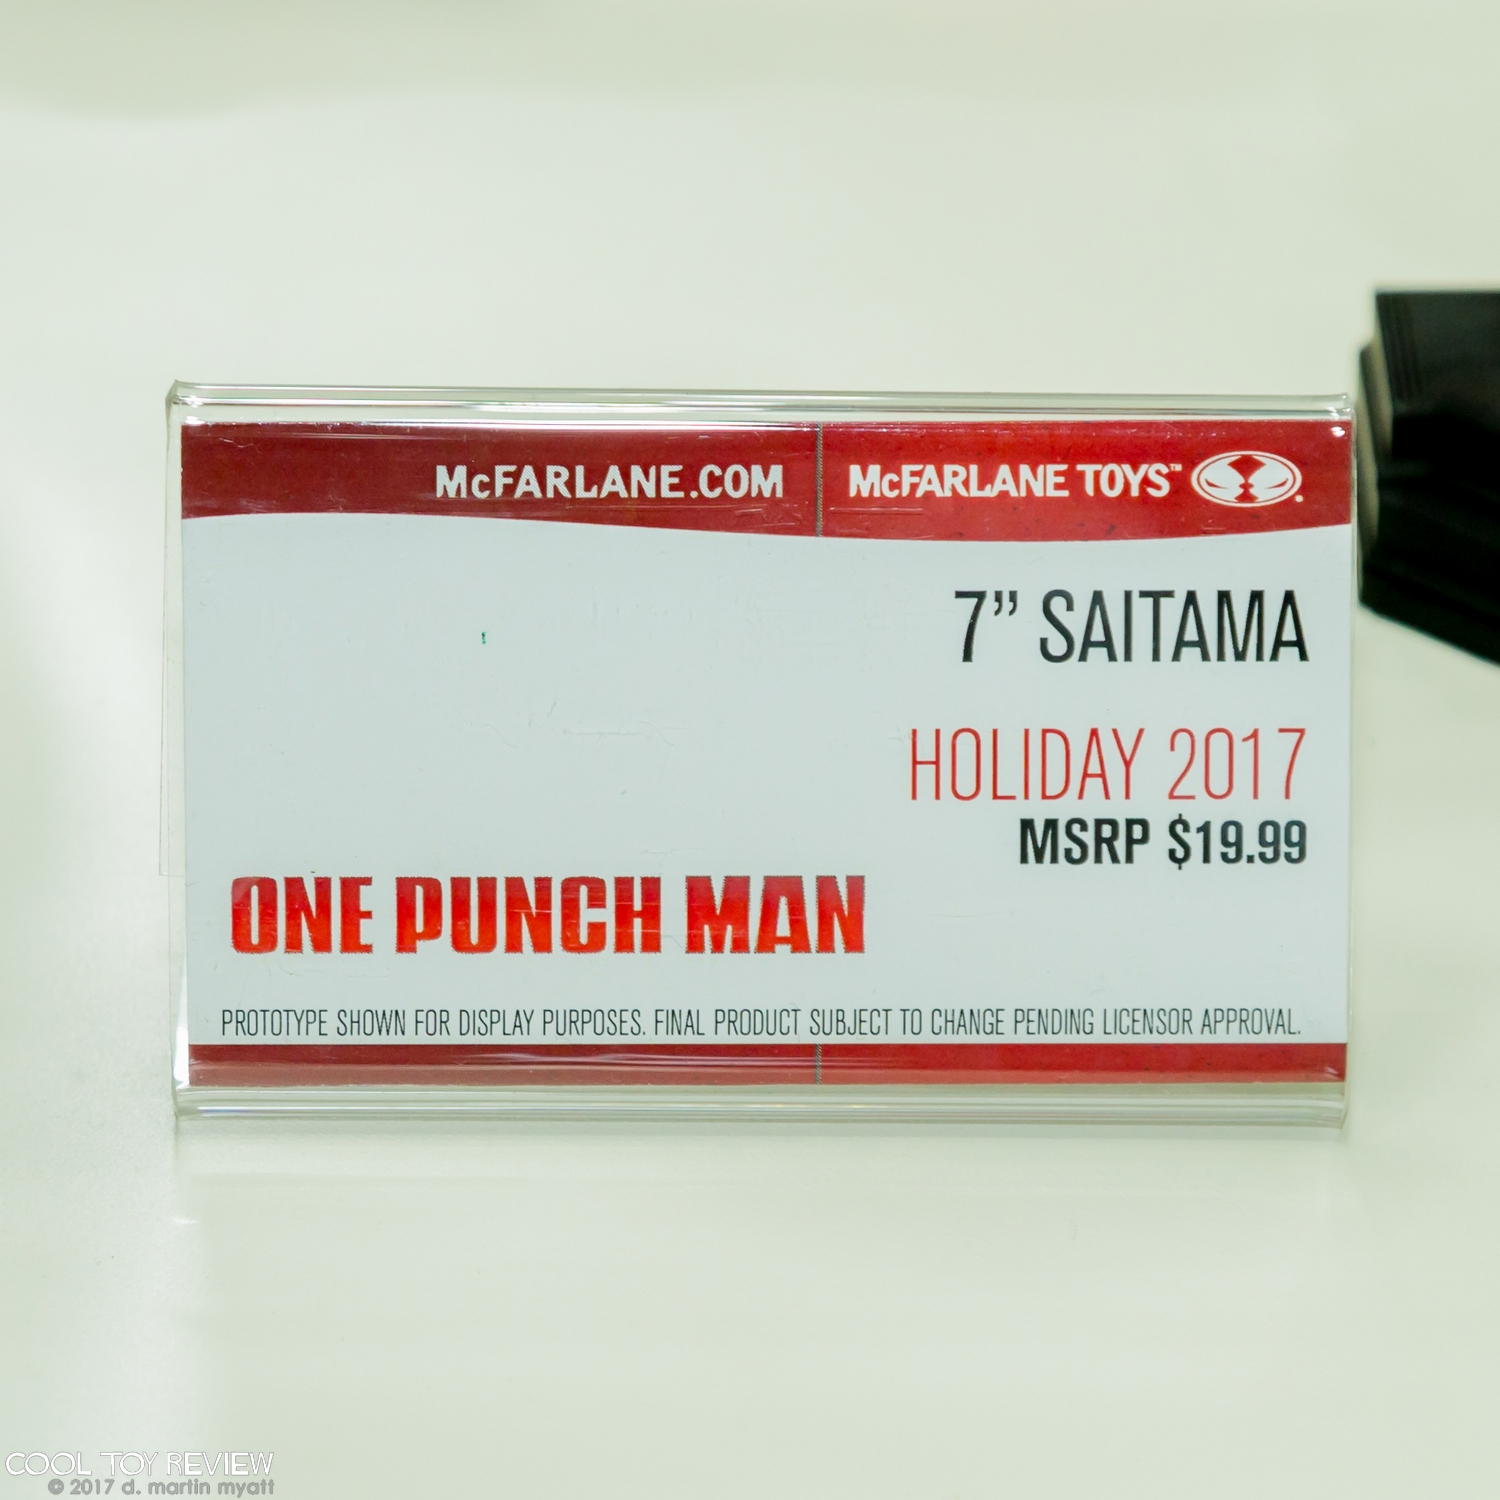 McFARLANE.COM
McFARLANE TOYS™
7” SAITAMA
HOLIDAY 2017
MSRP $19.99
ONE PUNCH MAN
PROTOTYPE SHOWN FOR DISPLAY PURPOSES. FINAL PRODUCT SUBJECT TO CHANGE PENDING LICENSOR APPROVAL.
COOL TOY REVIEW
© 2017 d. martin myatt